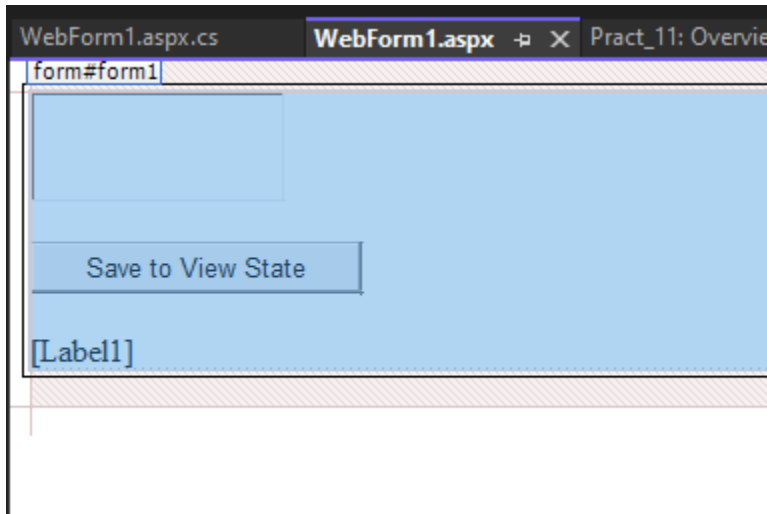 WebForm1.aspx.cs WebForm1.aspx Pract_11: Overvie
form#form1
Save to View State
[Label1]